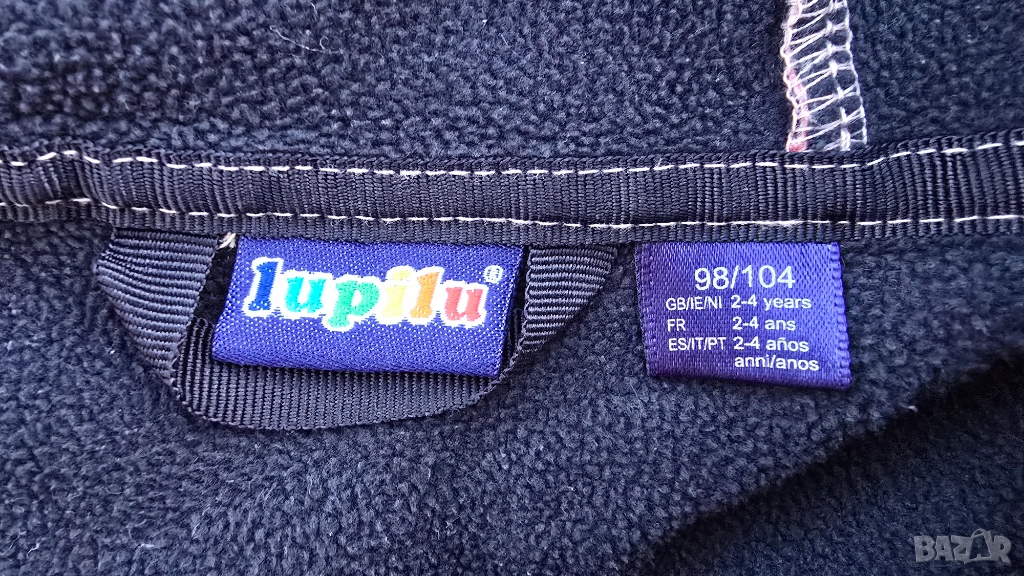 lupilu®
98/104
GB/IE/NI 2-4 years
FR 2-4 ans
ES/IT/PT 2-4 años
anni/anos
BAZAR